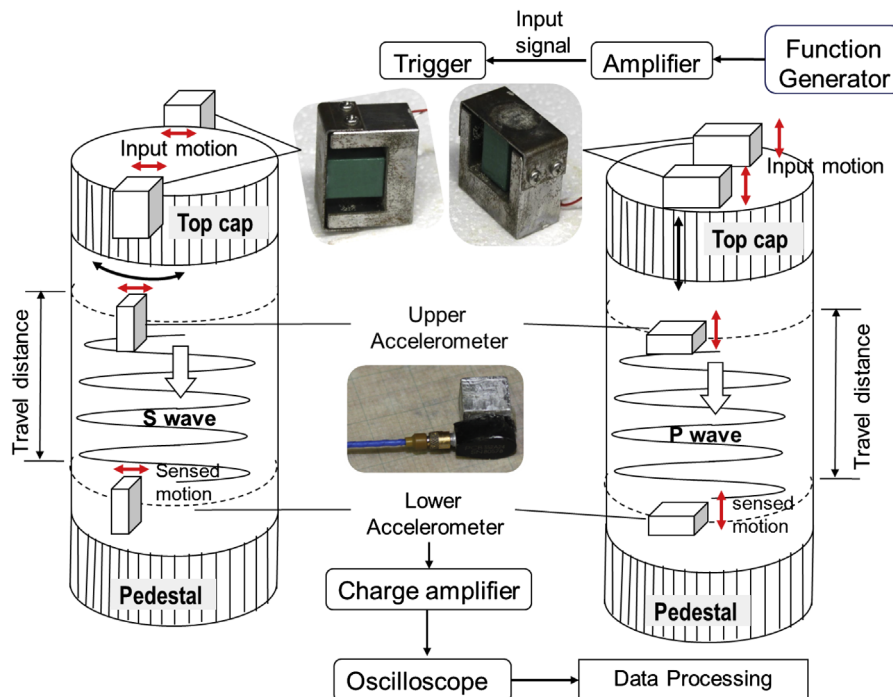 Input
signal
Function
Generator
Amplifier
Trigger
Input motion
Input motion
Top cap
Top cap
Travel distance
Upper
Accelerometer
Travel distance
S wave
P wave
Sensed
motion
sensed
motion
Lower
Accelerometer
Pedestal
Charge amplifier
Pedestal
Oscilloscope
Data Processing